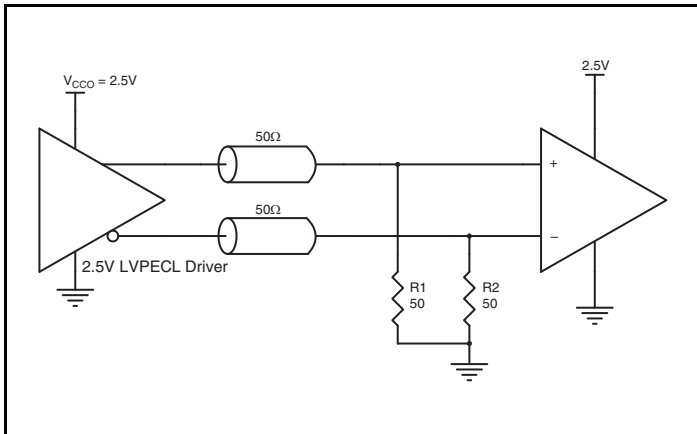 V_CCO = 2.5V
2.5V
50Ω
+
50Ω
−
2.5V LVPECL Driver
R1
50
R2
50